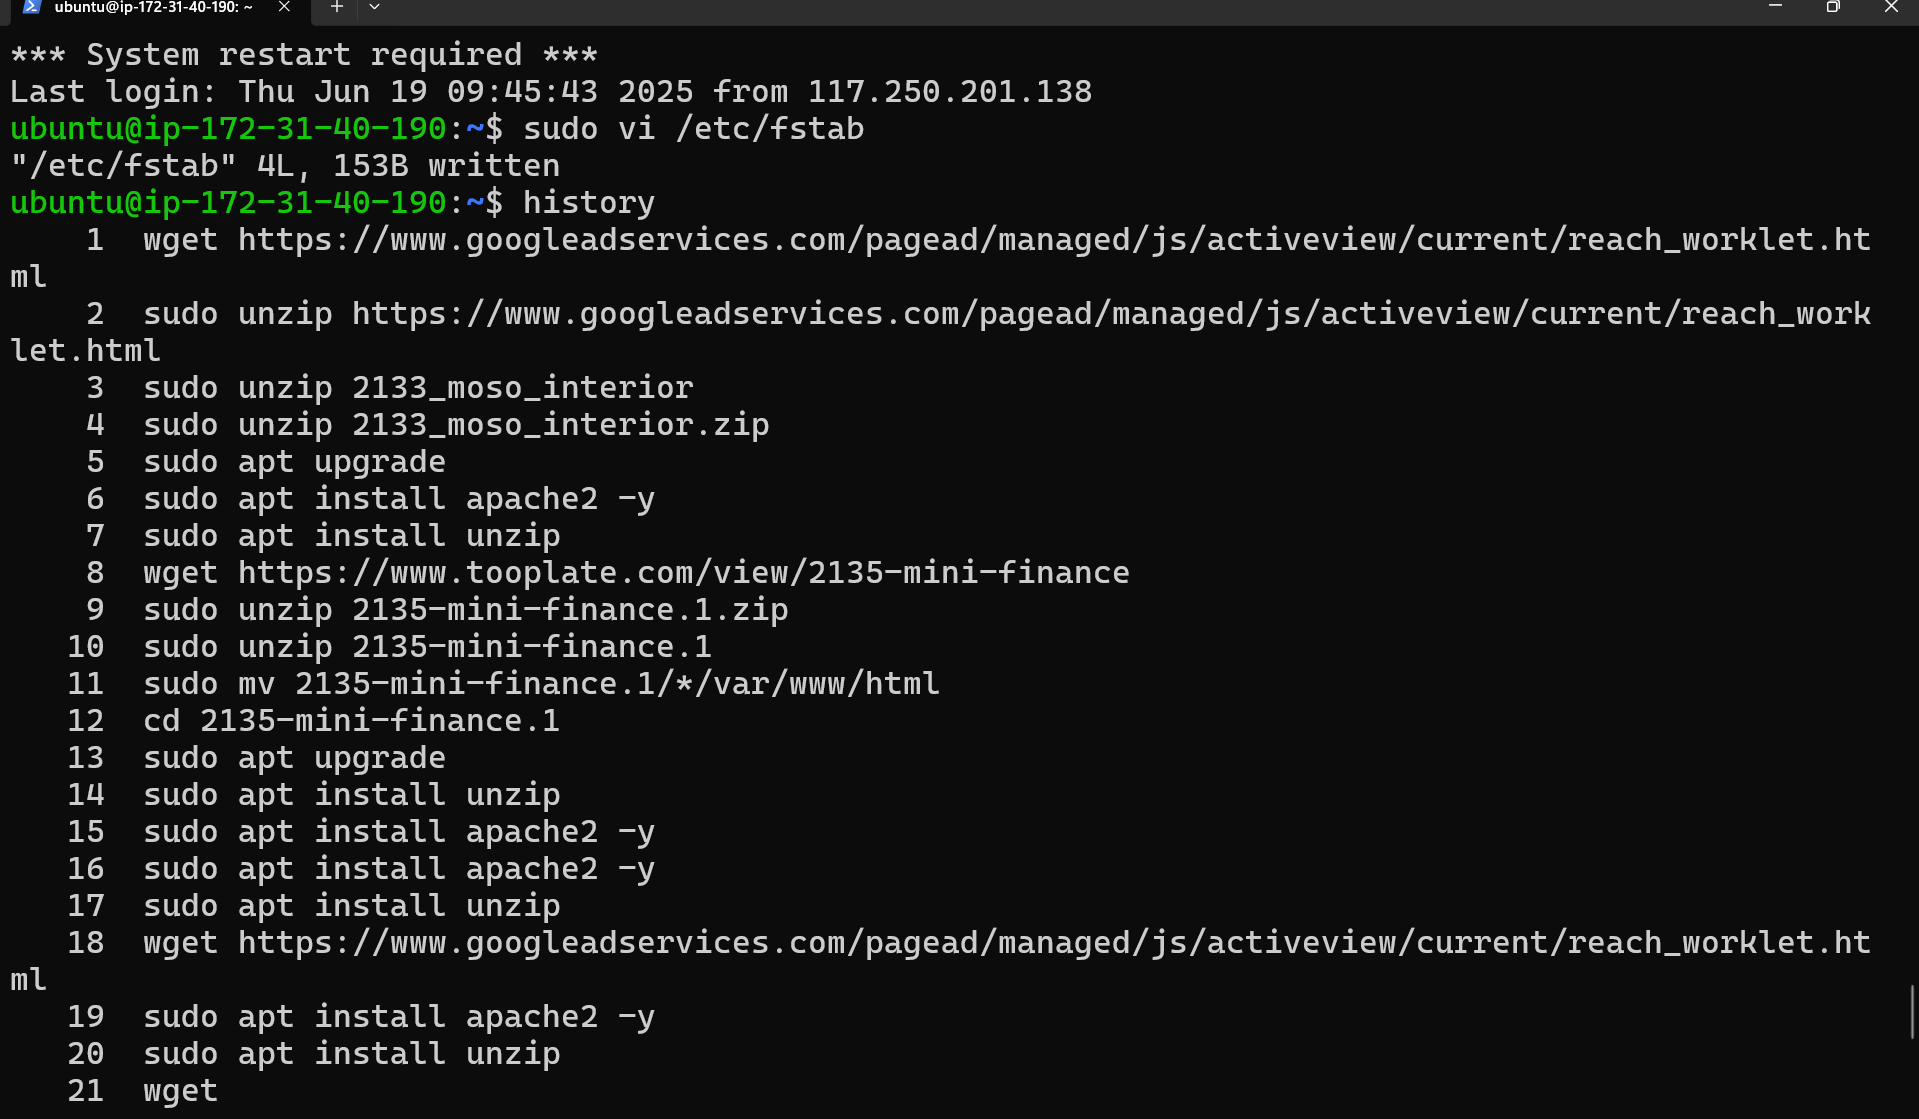 ubuntu@ip-172-31-40-190: ~
*** System restart required ***
Last login: Thu Jun 19 09:45:43 2025 from 117.250.201.138
ubuntu@ip-172-31-40-190:~$ sudo vi /etc/fstab
"/etc/fstab" 4L, 153B written
ubuntu@ip-172-31-40-190:~$ history
    1  wget https://www.googleadservices.com/pagead/managed/js/activeview/current/reach_worklet.ht
ml
    2  sudo unzip https://www.googleadservices.com/pagead/managed/js/activeview/current/reach_work
let.html
    3  sudo unzip 2133_moso_interior
    4  sudo unzip 2133_moso_interior.zip
    5  sudo apt upgrade
    6  sudo apt install apache2 -y
    7  sudo apt install unzip
    8  wget https://www.tooplate.com/view/2135-mini-finance
    9  sudo unzip 2135-mini-finance.1.zip
   10  sudo unzip 2135-mini-finance.1
   11  sudo mv 2135-mini-finance.1/*/var/www/html
   12  cd 2135-mini-finance.1
   13  sudo apt upgrade
   14  sudo apt install unzip
   15  sudo apt install apache2 -y
   16  sudo apt install apache2 -y
   17  sudo apt install unzip
   18  wget https://www.googleadservices.com/pagead/managed/js/activeview/current/reach_worklet.ht
ml
   19  sudo apt install apache2 -y
   20  sudo apt install unzip
   21  wget